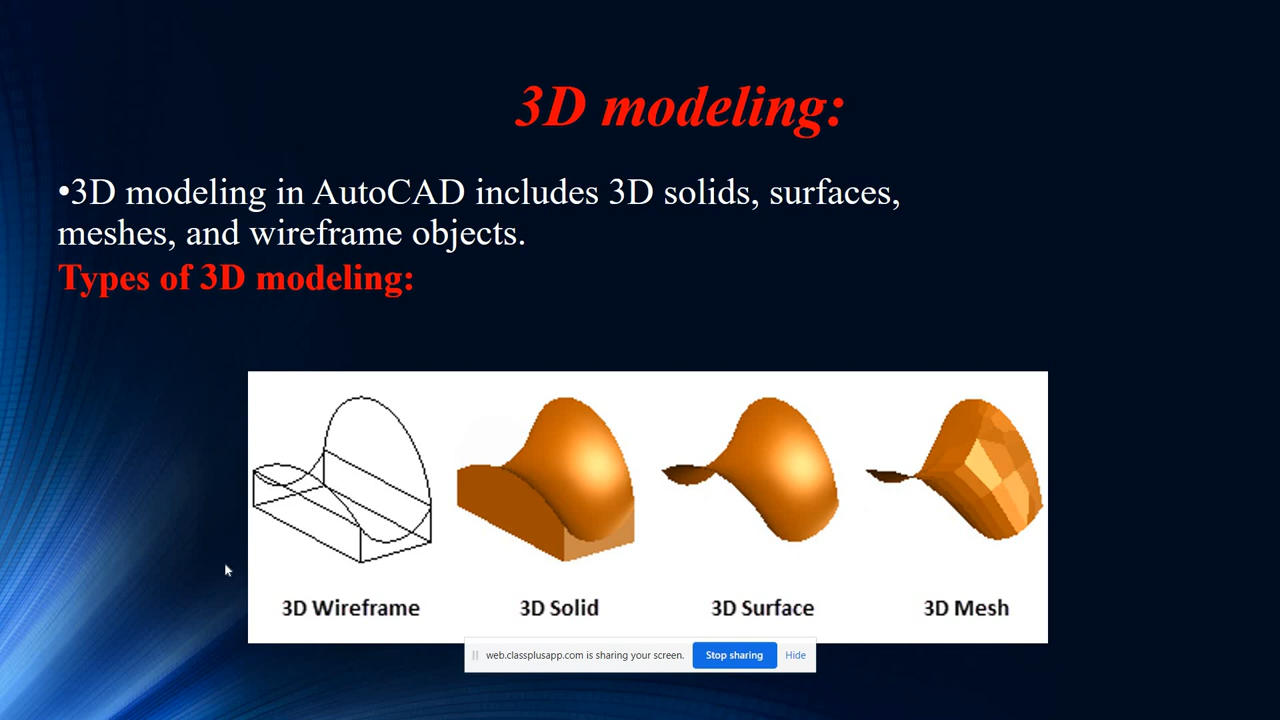 3D modeling:
•3D modeling in AutoCAD includes 3D solids, surfaces,
meshes, and wireframe objects.
Types of 3D modeling:
3D Wireframe 3D Solid 3D Surface 3D Mesh
web.classplusapp.com is sharing your screen. Stop sharing Hide